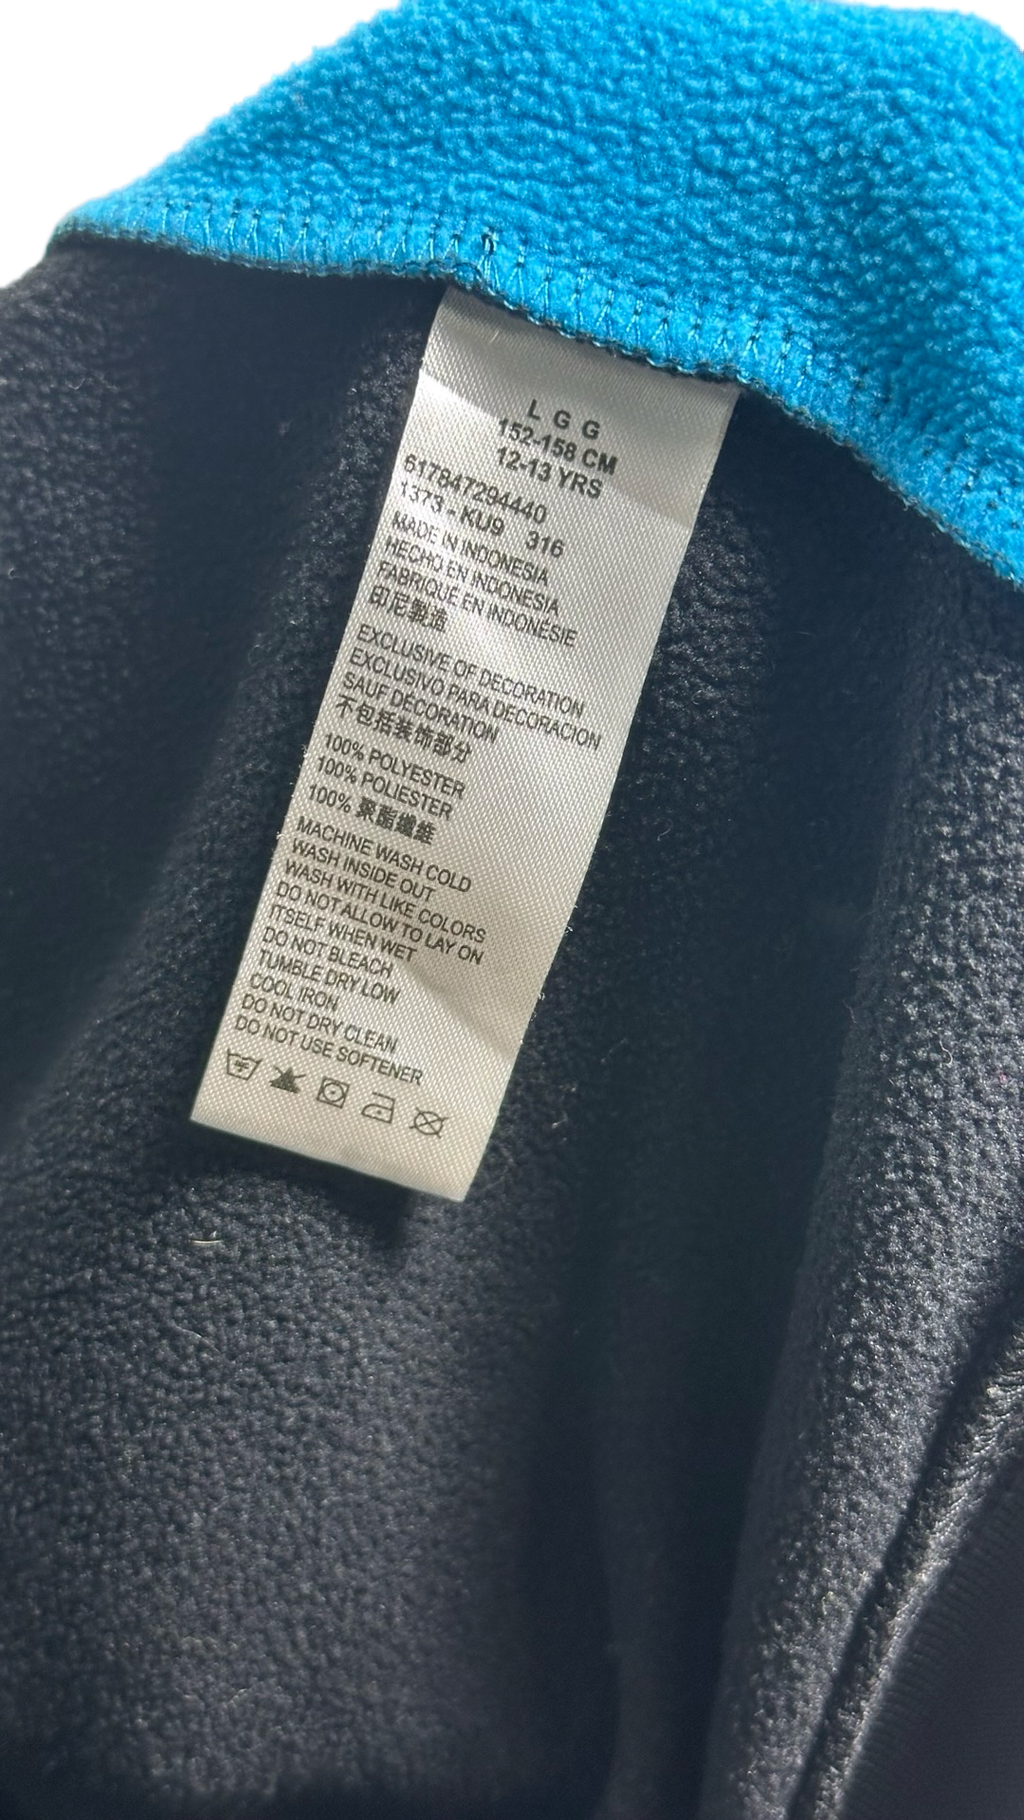 L G G
152-158 CM
12-13 YRS
617847294440
1373 - KU9 316
MADE IN INDONESIA
HECHO EN INDONESIA
FABRIQUÉ EN INDONÉSIE
印尼製造
EXCLUSIVE OF DECORATION
EXCLUSIVO PARA DECORACION
SAUF DÉCORATION
不包括装饰部分
100% POLYESTER
100% POLIESTER
100% 聚酯纖維
MACHINE WASH COLD
WASH INSIDE OUT
WASH WITH LIKE COLORS
DO NOT ALLOW TO LAY ON
ITSELF WHEN WET
DO NOT BLEACH
TUMBLE DRY LOW
COOL IRON
DO NOT DRY CLEAN
DO NOT USE SOFTENER